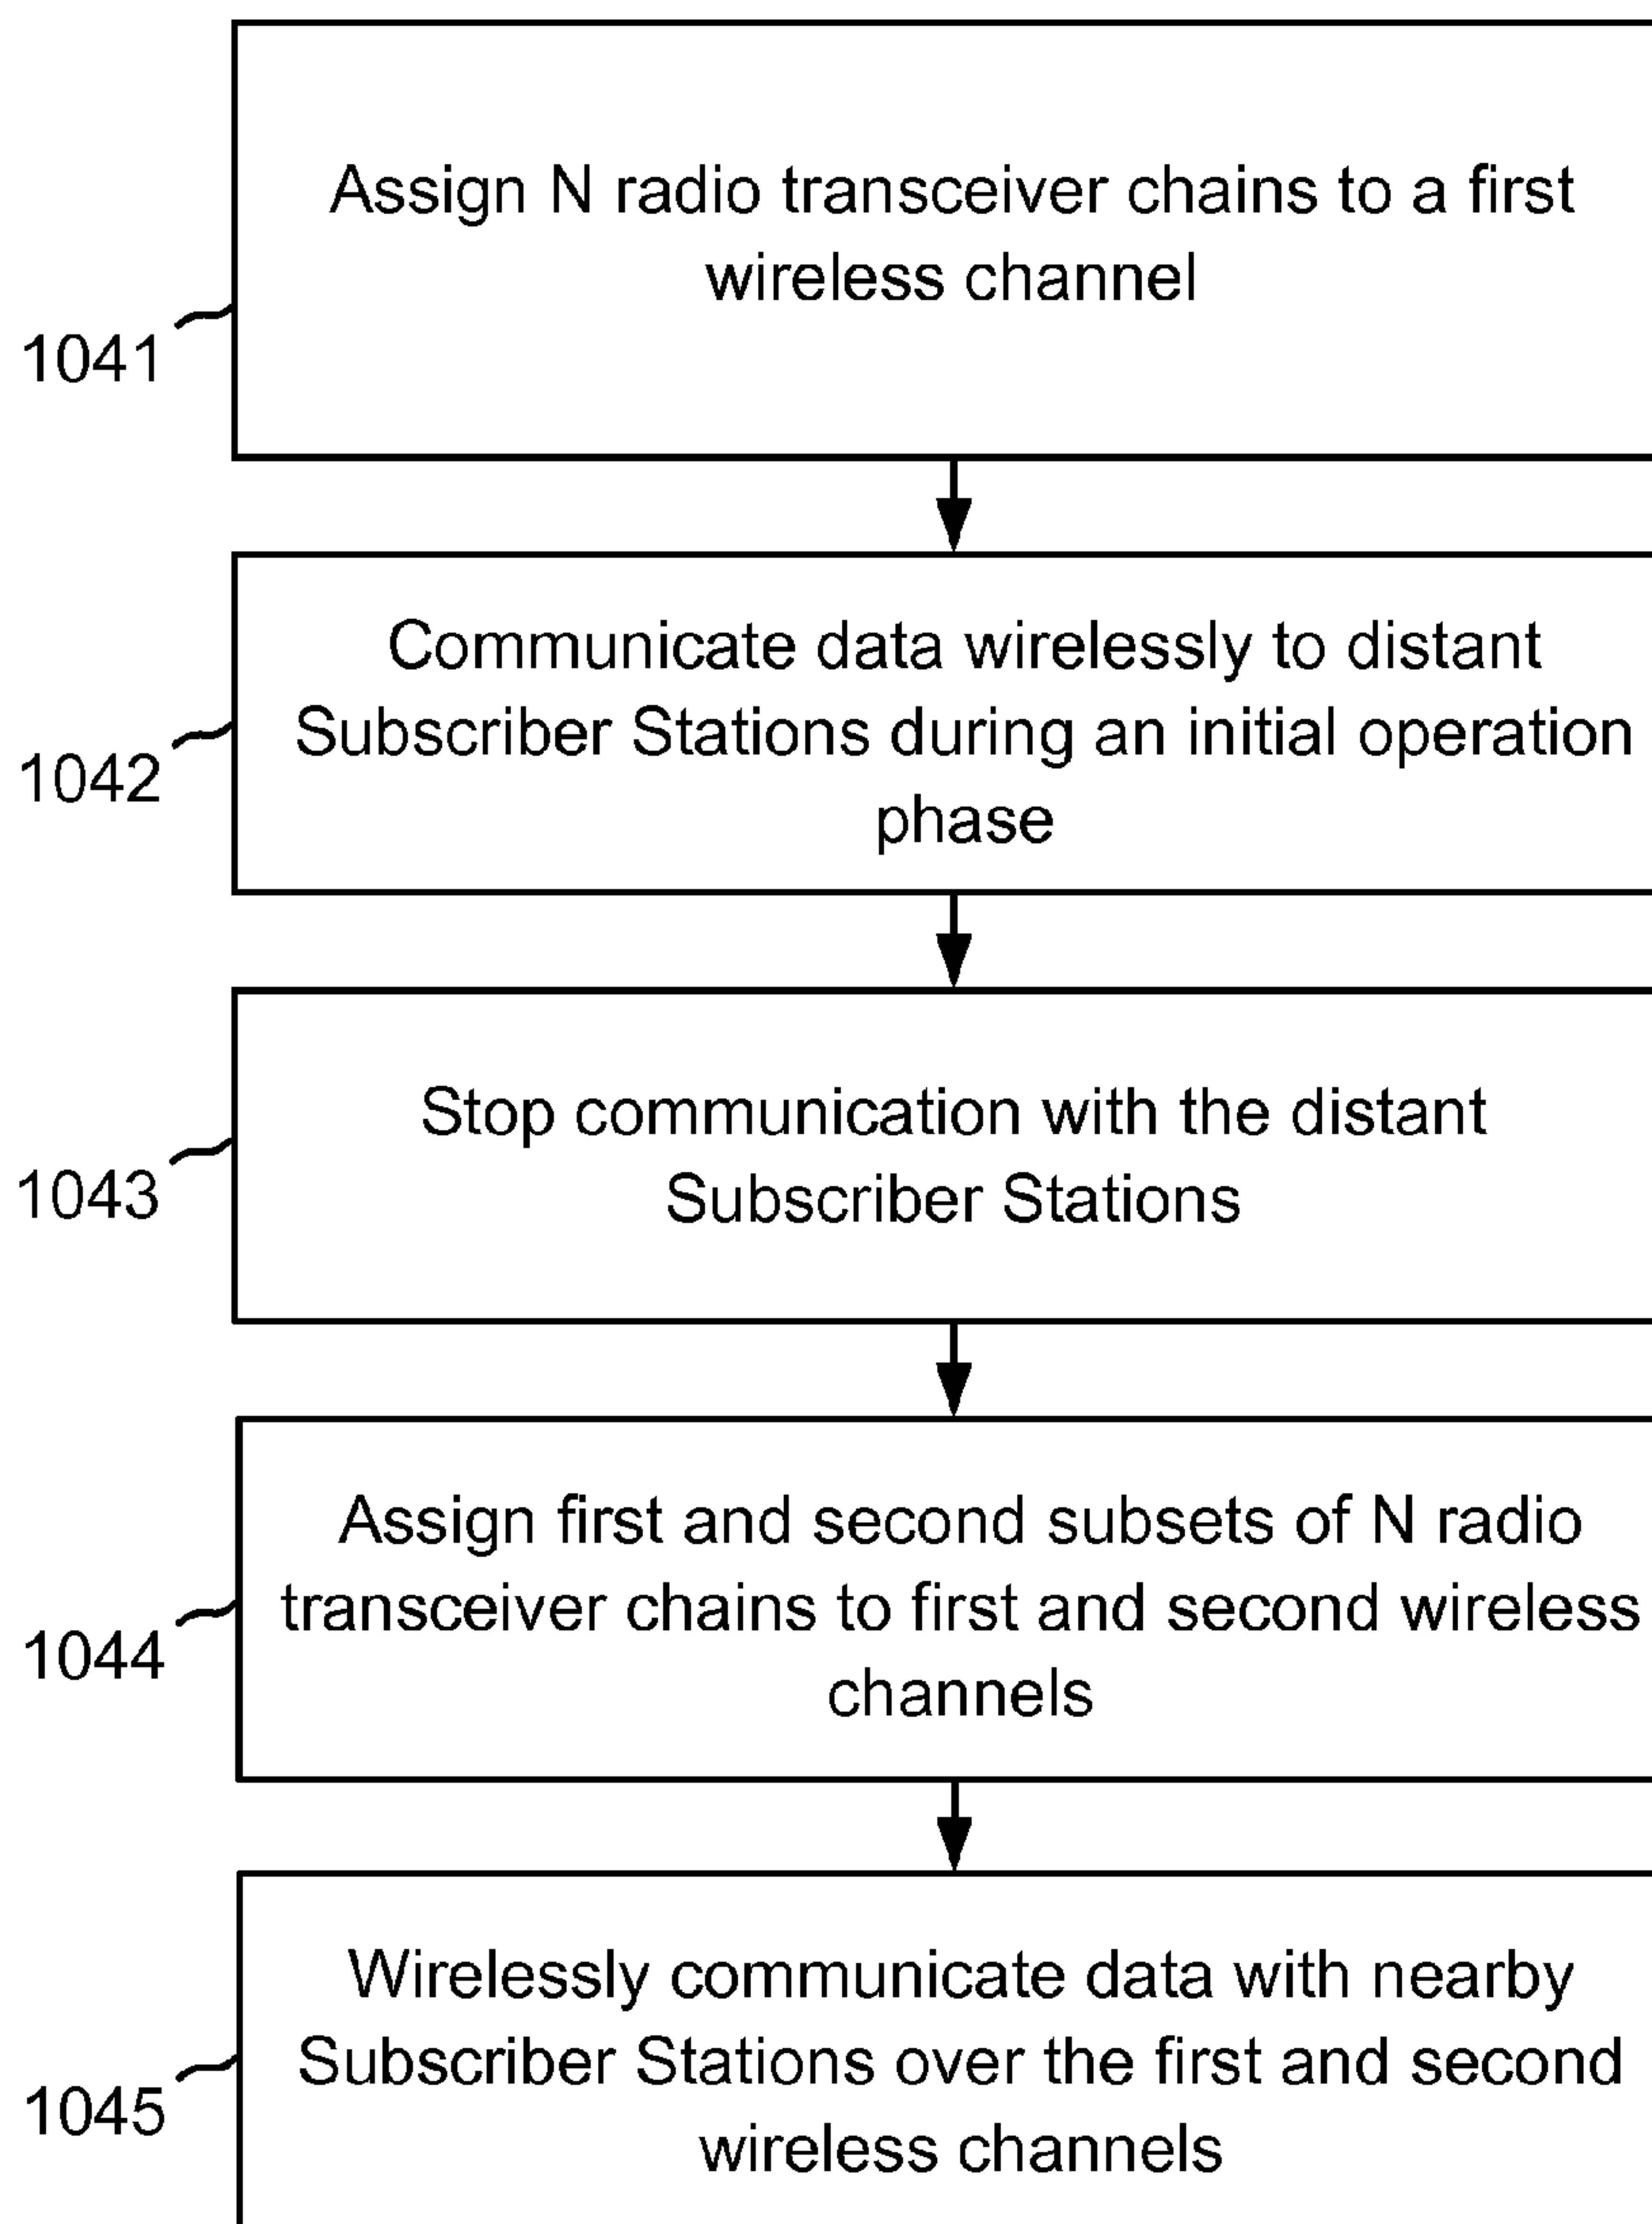 Assign N radio transceiver chains to a first
wireless channel
1041
Communicate data wirelessly to distant
Subscriber Stations during an initial operation
phase
1042
Stop communication with the distant
Subscriber Stations
1043
Assign first and second subsets of N radio
transceiver chains to first and second wireless
channels
1044
Wirelessly communicate data with nearby
Subscriber Stations over the first and second
wireless channels
1045